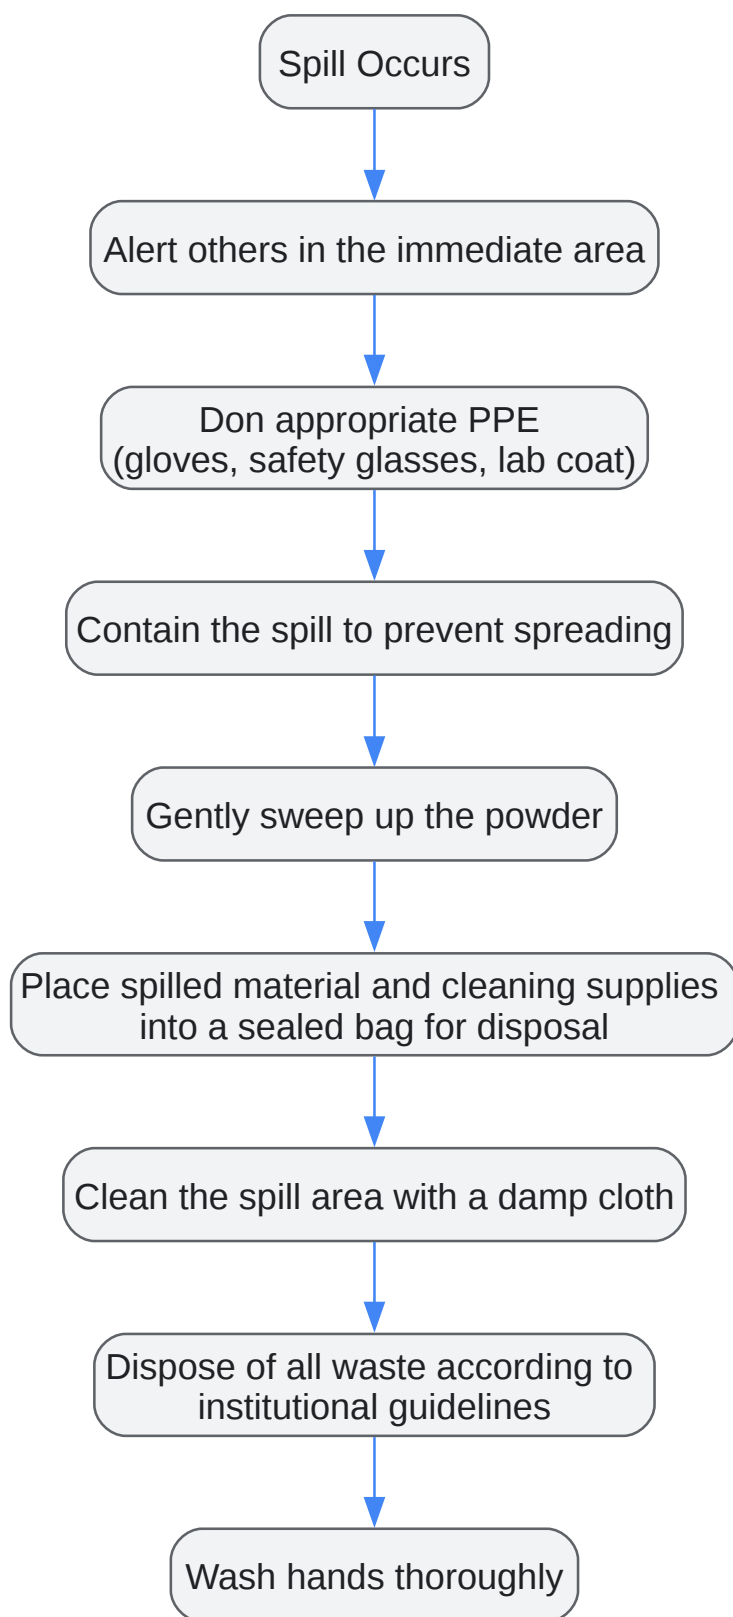 Spill Occurs
Alert others in the immediate area
Don appropriate PPE
(gloves, safety glasses, lab coat)
Contain the spill to prevent spreading
Gently sweep up the powder
Place spilled material and cleaning supplies
into a sealed bag for disposal
Clean the spill area with a damp cloth
Dispose of all waste according to
institutional guidelines
Wash hands thoroughly